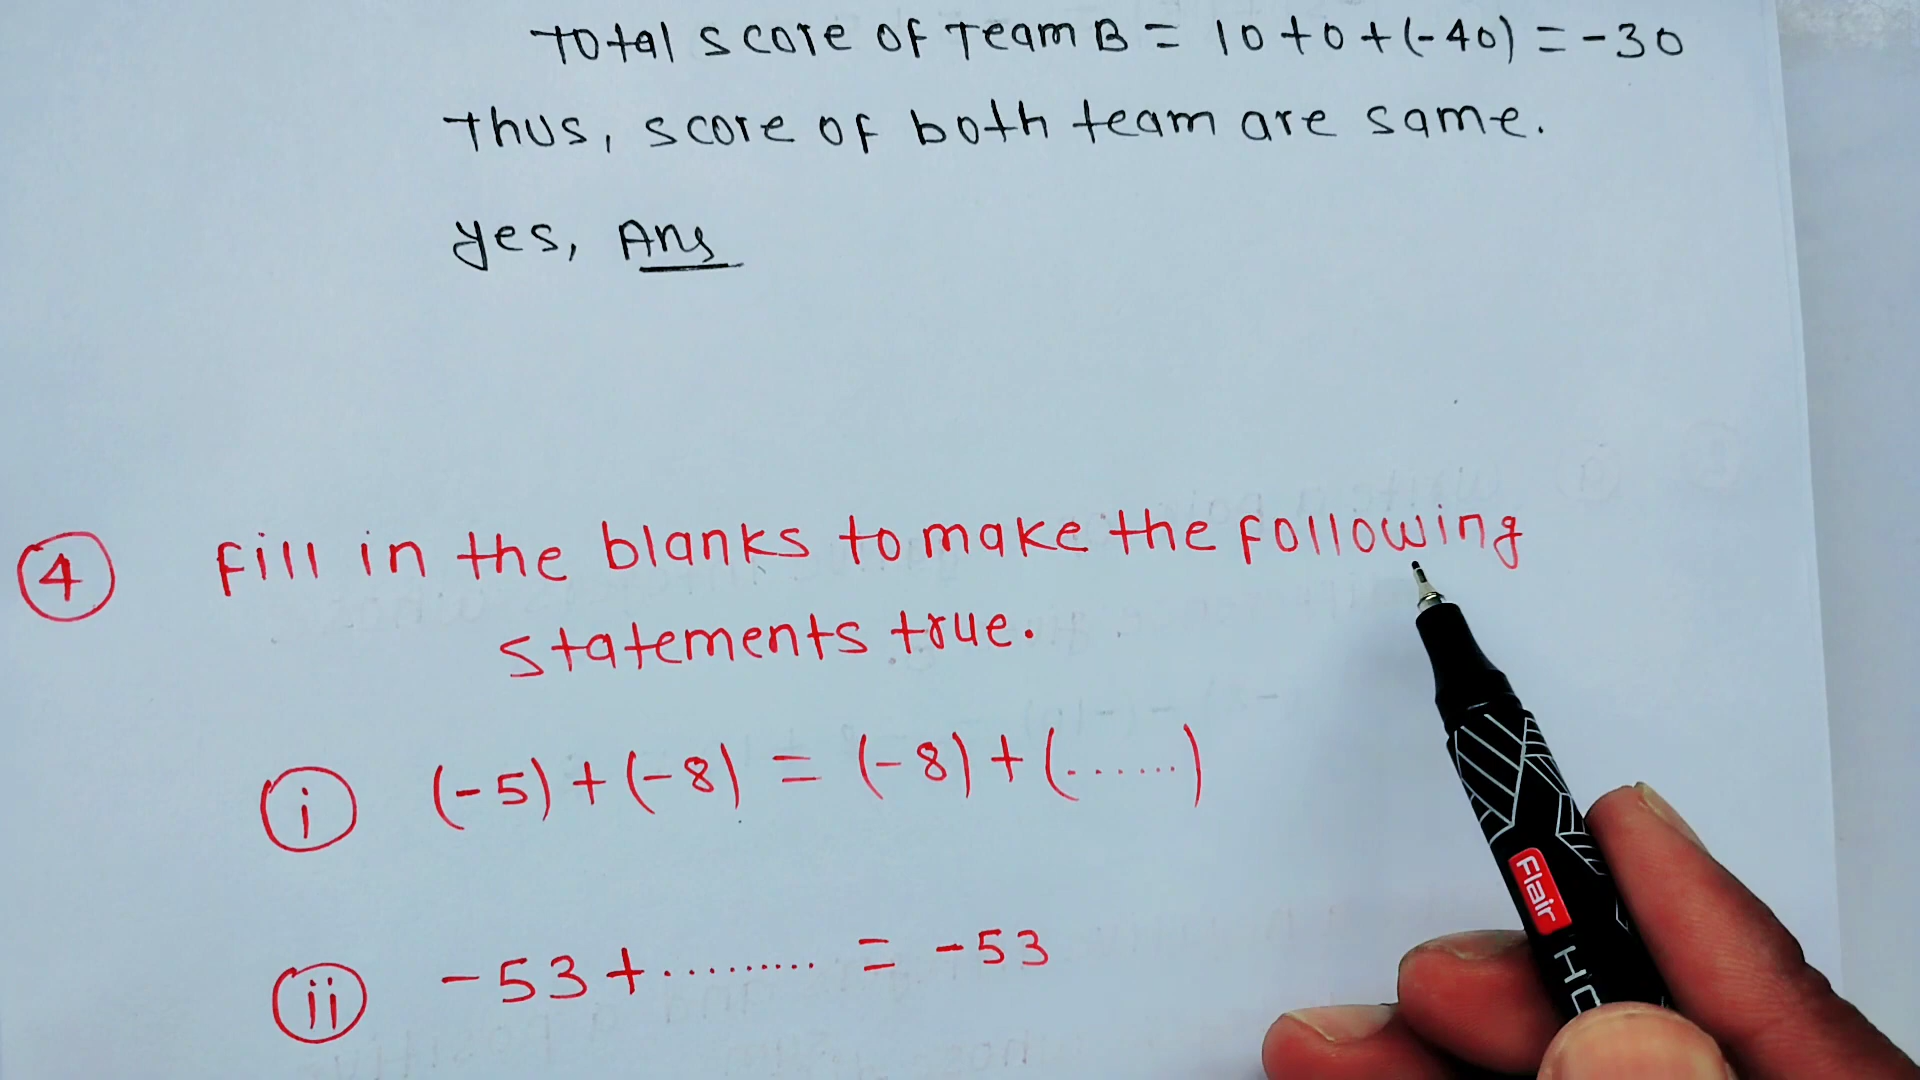 Total score of Team B = 10+0+(-40) = -30
Thus, score of both team are same.
yes, Ans
4 Fill in the blanks to make the following
statements true.
i (-5)+(-8) = (-8)+(......)
ii -53+......... = -53
Flair